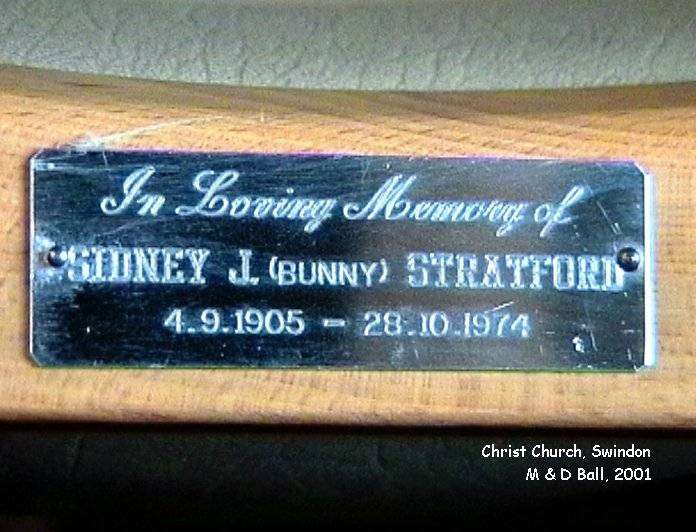 In Loving Memory of
SIDNEY J. (BUNNY) STRATFORD
4.9.1905 – 28.10.1974
Christ Church, Swindon
M & D Ball, 2001